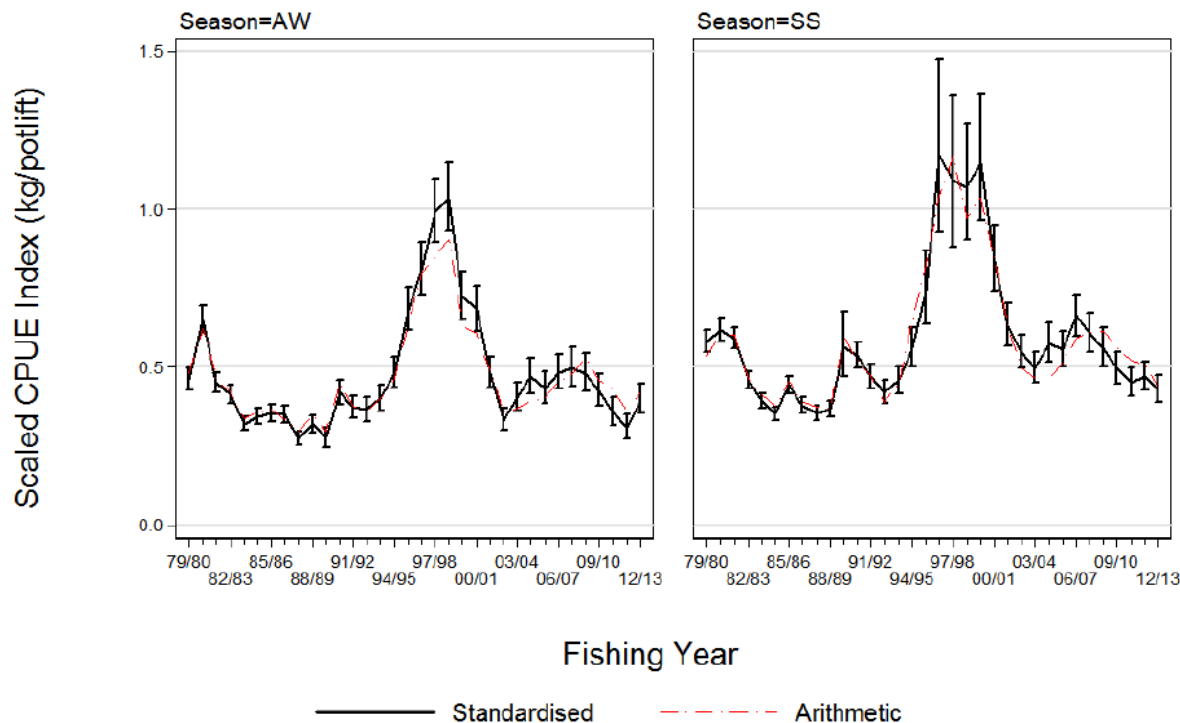 Season=AW
Season=SS
Scaled CPUE Index (kg/potlift)
1.5
1.0
0.5
0.0
79/80 85/86 91/92 97/98 03/04 09/10
82/83 88/89 94/95 00/01 06/07 12/13
79/80 85/86 91/92 97/98 03/04 09/10
82/83 88/89 94/95 00/01 06/07 12/13
Fishing Year
Standardised Arithmetic